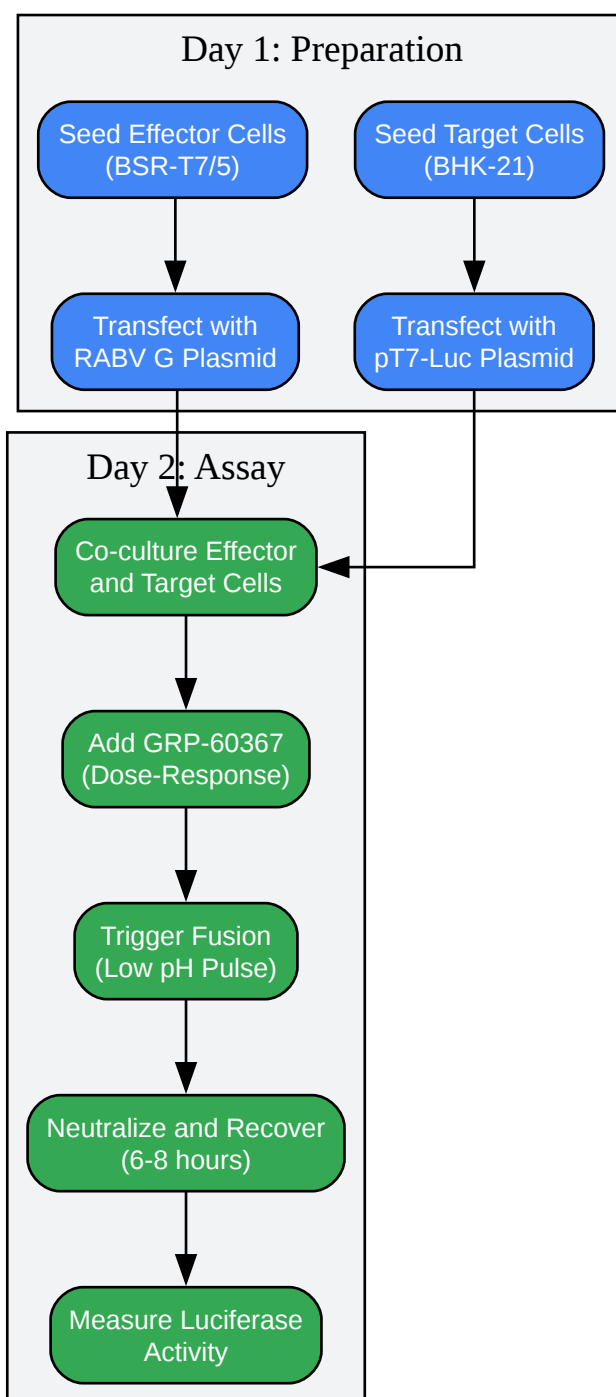 Day 1: Preparation
Seed Effector Cells
(BSR-T7/5)
Seed Target Cells
(BHK-21)
Transfect with
RABV G Plasmid
Transfect with
pT7-Luc Plasmid
Day 2: Assay
Co-culture Effector
and Target Cells
Add GRP-60367
(Dose-Response)
Trigger Fusion
(Low pH Pulse)
Neutralize and Recover
(6-8 hours)
Measure Luciferase
Activity